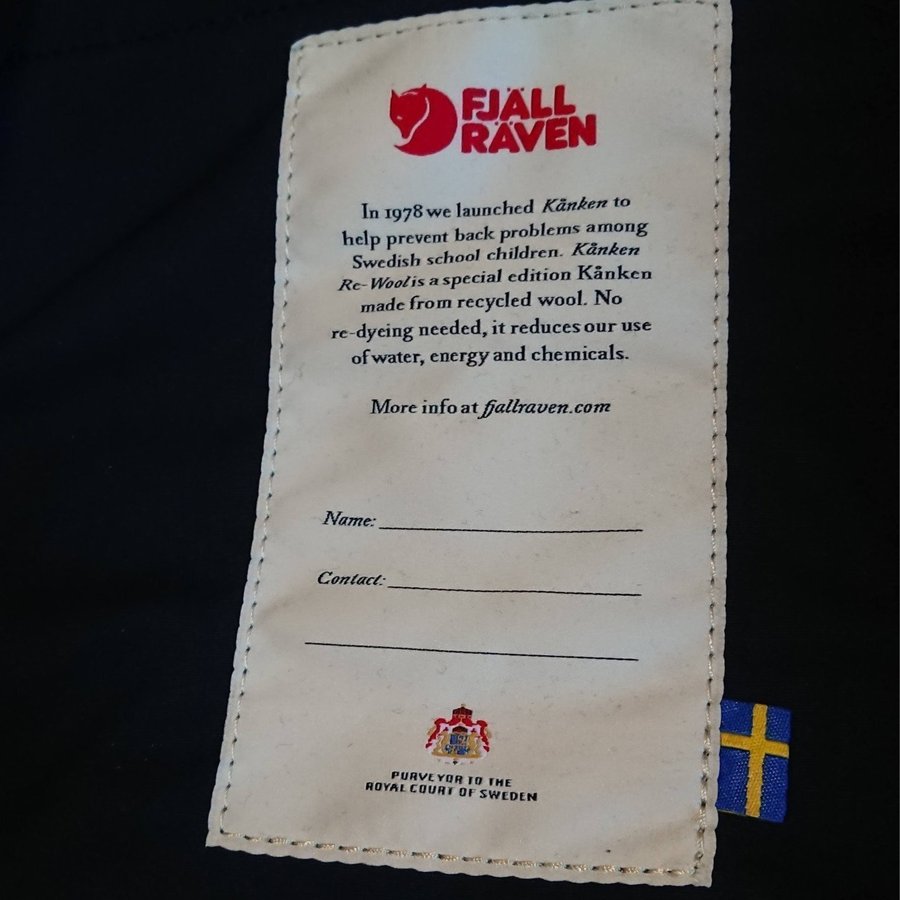 FJÄLL
RÄVEN
In 1978 we launched Kånken to
help prevent back problems among
Swedish school children. Kånken
Re-Wool is a special edition Kånken
made from recycled wool. No
re-dyeing needed, it reduces our use
of water, energy and chemicals.
More info at fjallraven.com
Name:
Contact:
PURVEYOR TO THE
ROYAL COURT OF SWEDEN